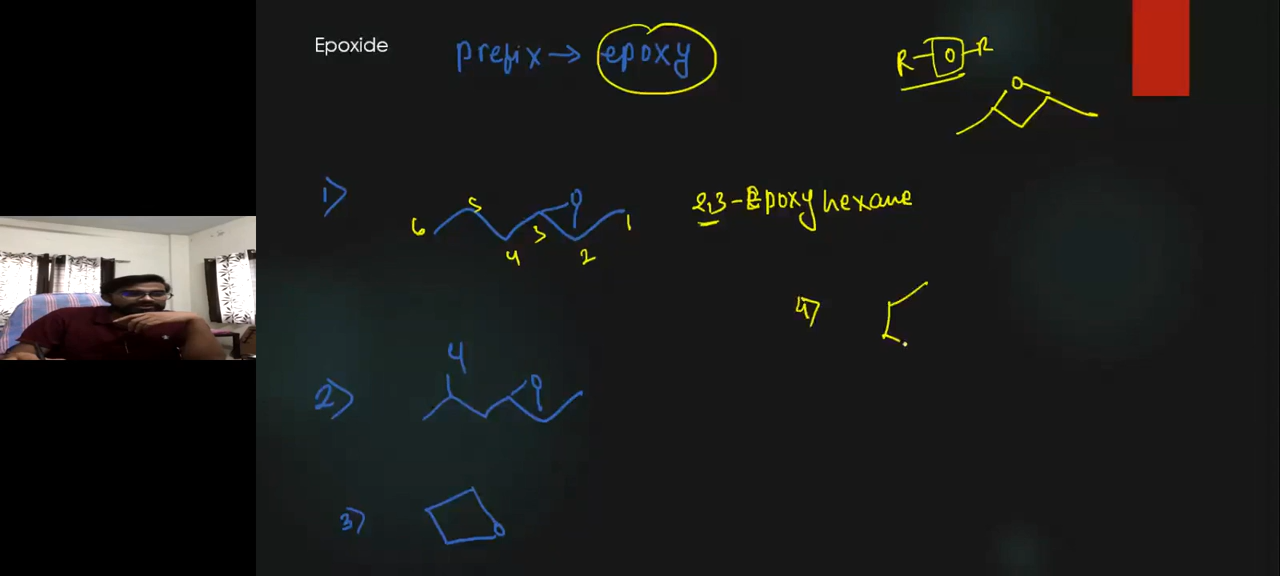 Epoxide
prefix → epoxy
R-O-R
O
1)
6 5 4 3 2 1
O
2,3-Epoxy hexane
4)
2)
4
O
3)
O